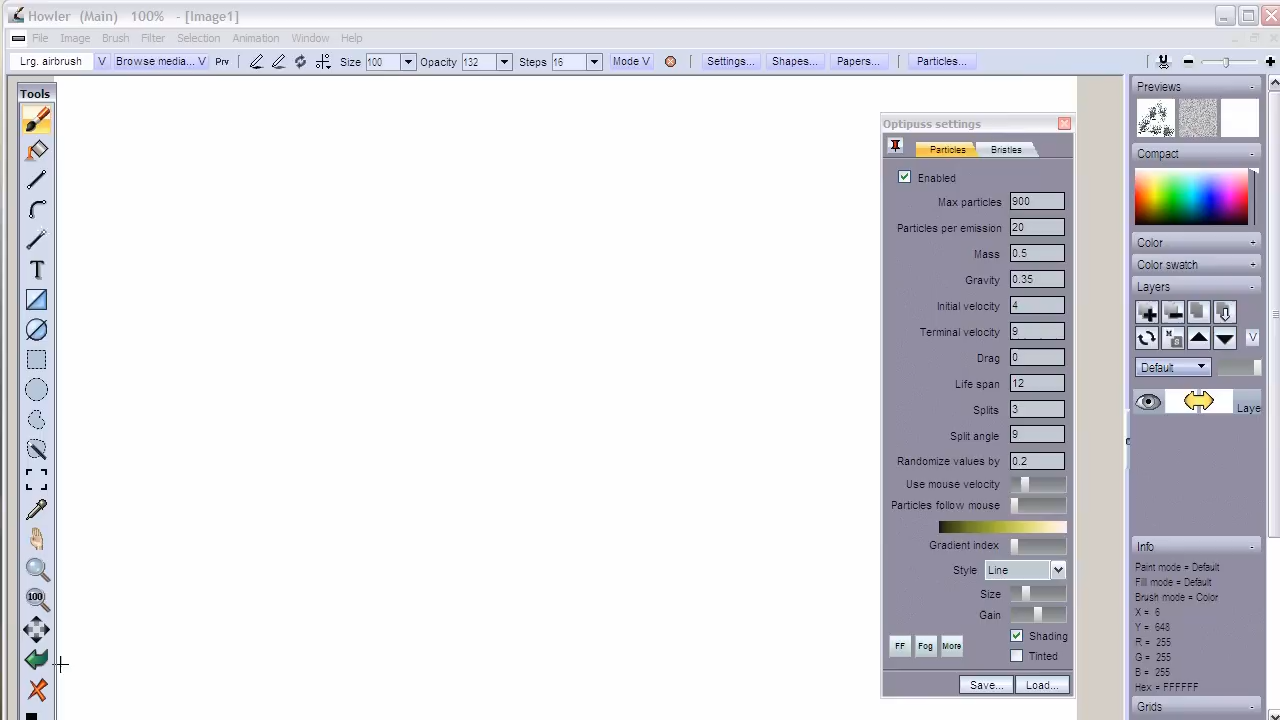 Howler (Main) 100% - [Image1]
File Image Brush Filter Selection Animation Window Help
Lrg. airbrush V Browse media... V Prv Size 100 Opacity 132 Steps 16 Mode V Settings... Shapes... Papers... Particles...
Tools
T
100
Optipuss settings
Particles Bristles
Enabled
Max particles 900
Particles per emission 20
Mass 0.5
Gravity 0.35
Initial velocity 4
Terminal velocity 9
Drag 0
Life span 12
Splits 3
Split angle 9
Randomize values by 0.2
Use mouse velocity
Particles follow mouse
Gradient index
Style Line
Size
Gain
Shading
FF Fog More
Tinted
Save... Load...
Previews -
Compact -
Color +
Color swatch +
Layers -
V
Default
Laye
Info -
Paint mode = Default
Fill mode = Default
Brush mode = Color
X = 6
Y = 648
R = 255
G = 255
B = 255
Hex = FFFFFF
Grids -